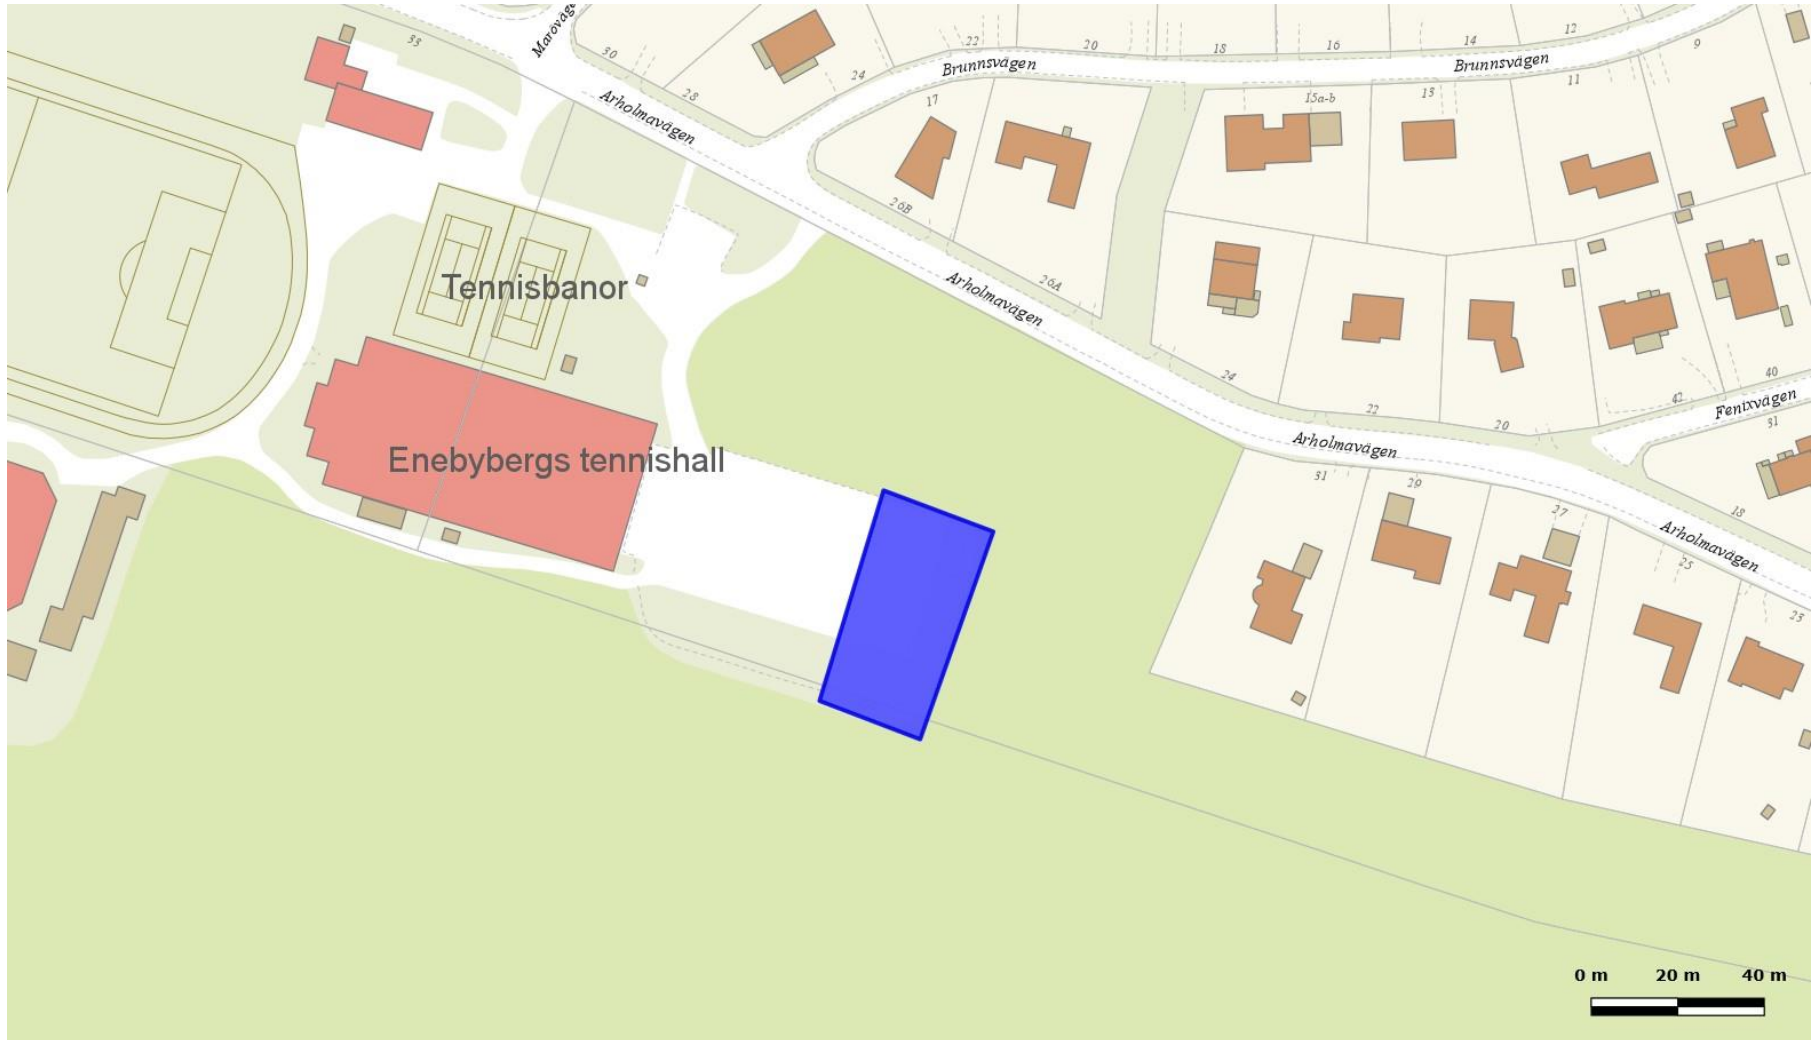 33
Marövägen
30
28
Arholmavägen
24
22
20
18
16
14
12
9
Brunnsvägen
Brunnsvägen
17
15a-b
13
11
26B
26A
Arholmavägen
Tennisbanor
Enebybergs tennishall
24
22
20
42
40
Fenixvägen
31
Arholmavägen
31
29
27
25
23
18
Arholmavägen
0 m 20 m 40 m